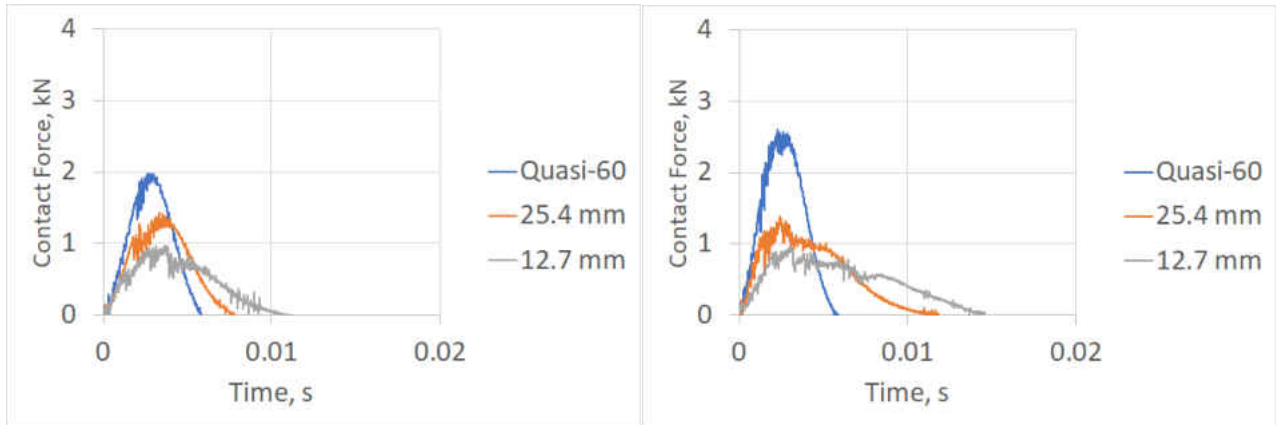 4
3
2
1
0
Contact Force, kN
0
0.01
0.02
Time, s
Quasi-60
25.4 mm
12.7 mm
4
3
2
1
0
Contact Force, kN
0
0.01
0.02
Time, s
Quasi-60
25.4 mm
12.7 mm